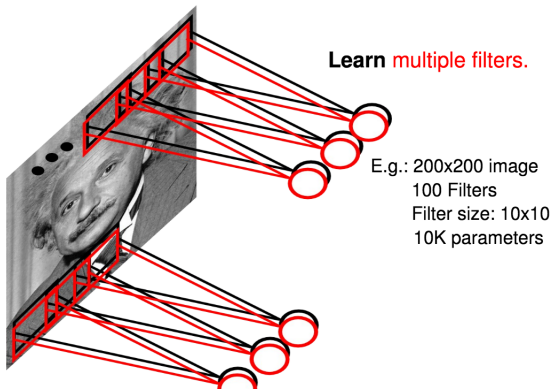 Learn multiple filters.
E.g.: 200x200 image
100 Filters
Filter size: 10x10
10K parameters